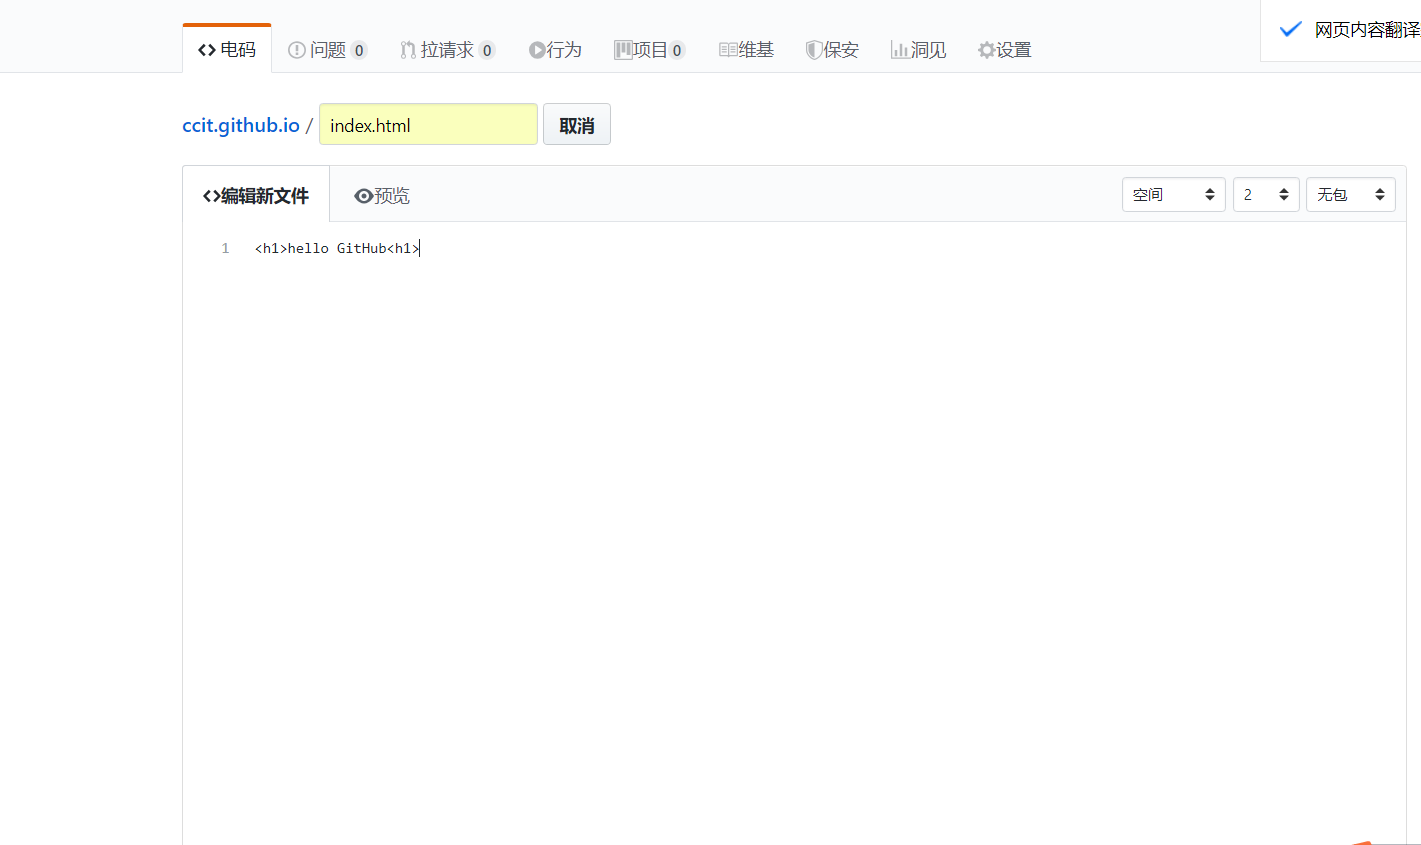 网页内容翻译
电码 问题 0 拉请求 0 行为 项目 0 维基 保安 洞见 设置
ccit.github.io / index.html 取消
<>编辑新文件 预览 空间 2 无包
1 <h1>hello GitHub<h1>